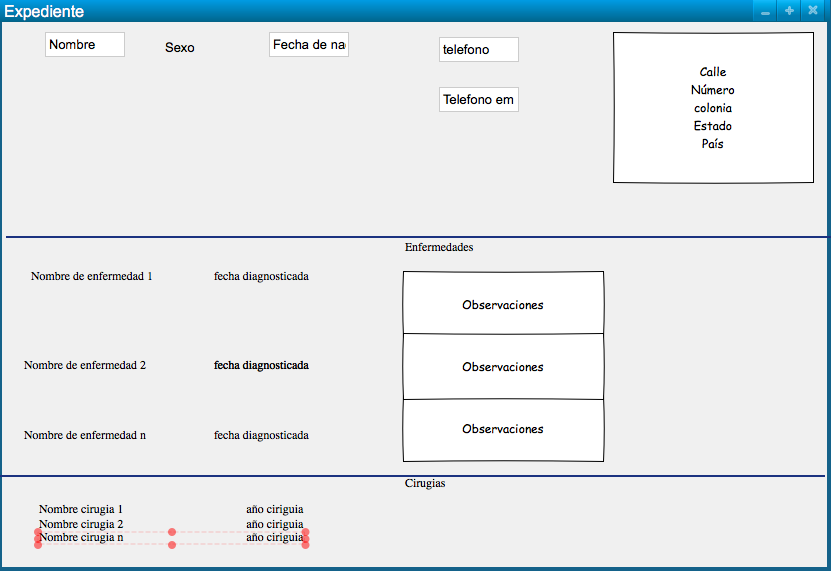 Expediente
Nombre
Sexo
Fecha de na
telefono
Telefono em
Calle
Número
colonia
Estado
País
Enfermedades
Nombre de enfermedad 1 fecha diagnosticada
Observaciones
Nombre de enfermedad 2 fecha diagnosticada
Observaciones
Nombre de enfermedad n fecha diagnosticada
Observaciones
Cirugias
Nombre cirugia 1 año ciriguia
Nombre cirugia 2 año ciriguia
Nombre cirugia n año ciriguia